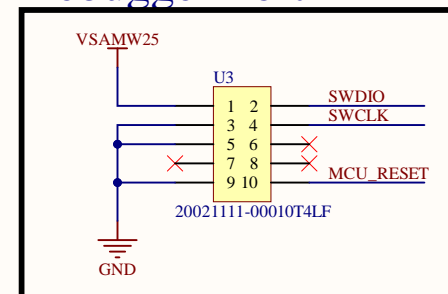 VSAMW25
U3
1 2 SWDIO
3 4 SWCLK
5 6
7 8
9 10 MCU_RESET
20021111-00010T4LF
GND